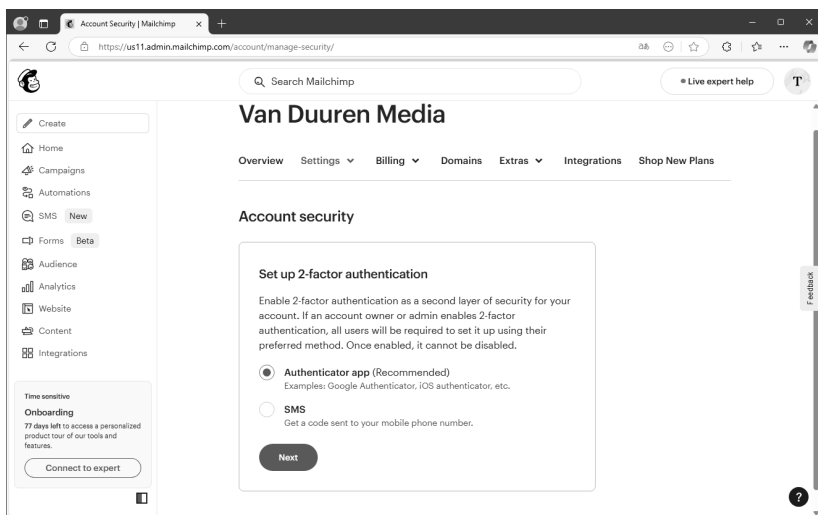 Account Security | Mailchimp
https://us11.admin.mailchimp.com/account/manage-security/
Search Mailchimp
Live expert help
T
Create
Home
Campaigns
Automations
SMS New
Forms Beta
Audience
Analytics
Website
Content
Integrations
Time sensitive
Onboarding
77 days left to access a personalized
product tour of our tools and
features.
Connect to expert
Van Duuren Media
Overview Settings Billing Domains Extras Integrations Shop New Plans
Account security
Set up 2-factor authentication
Enable 2-factor authentication as a second layer of security for your
account. If an account owner or admin enables 2-factor
authentication, all users will be required to set it up using their
preferred method. Once enabled, it cannot be disabled.
Authenticator app (Recommended)
Examples: Google Authenticator, iOS authenticator, etc.
SMS
Get a code sent to your mobile phone number.
Next
Feedback
?